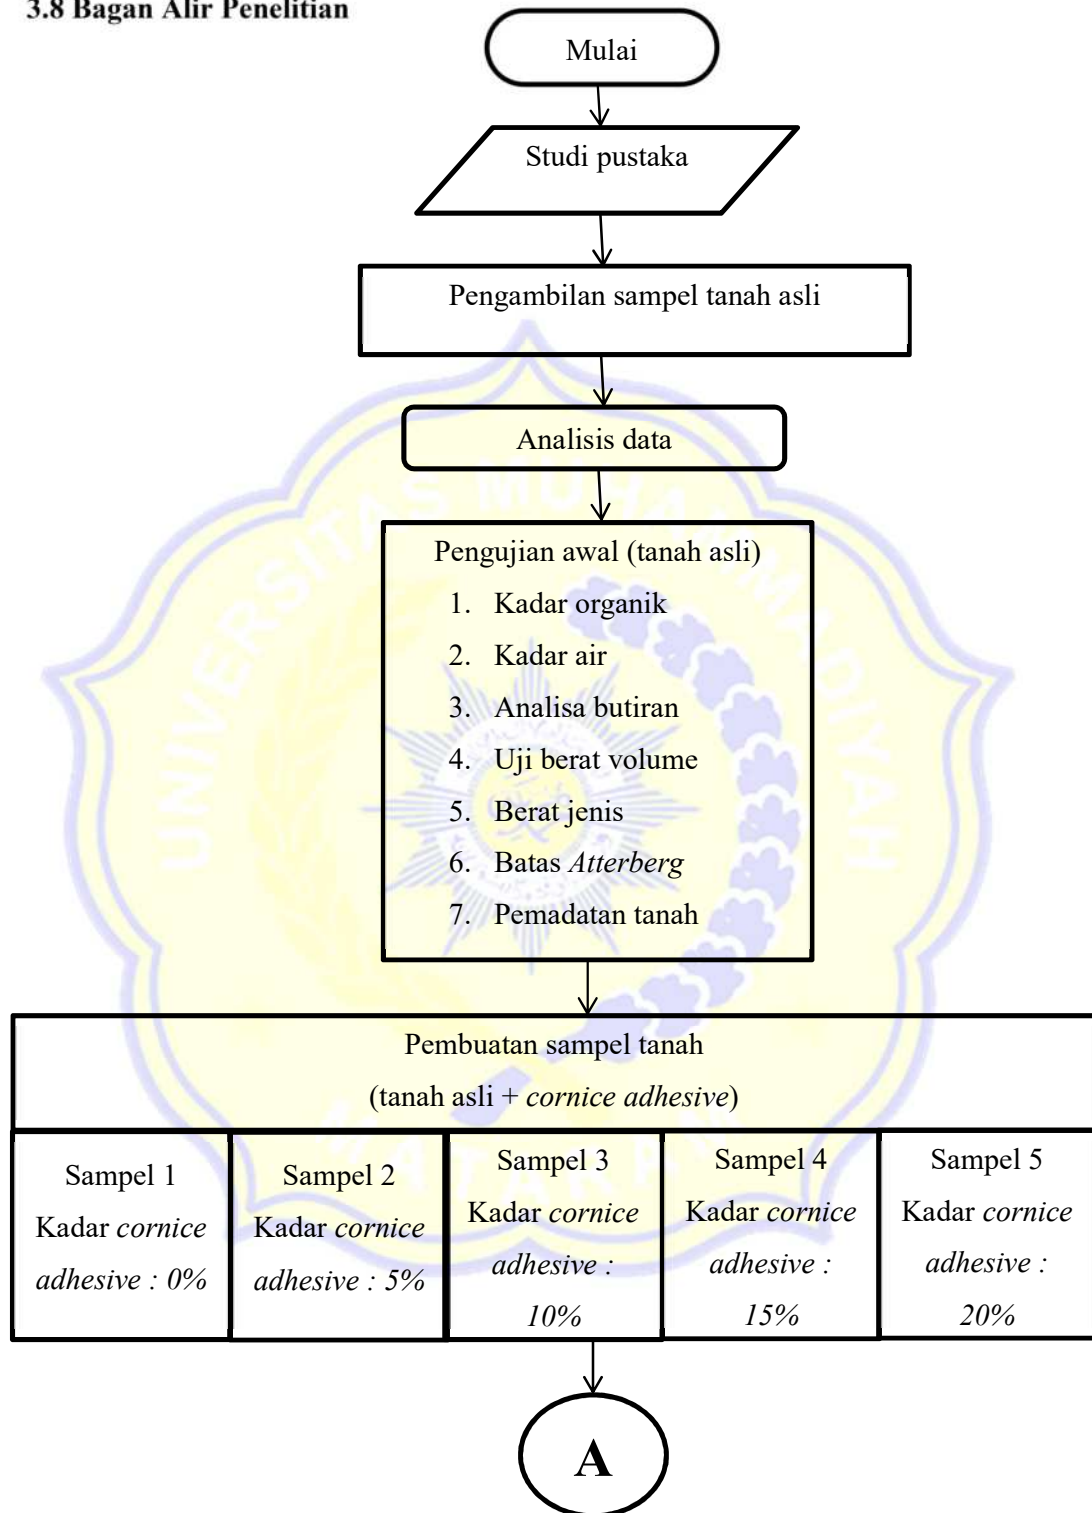 3.8 Bagan Alir Penelitian
Mulai
Studi pustaka
Pengambilan sampel tanah asli
Analisis data
Pengujian awal (tanah asli)
1. Kadar organik
2. Kadar air
3. Analisa butiran
4. Uji berat volume
5. Berat jenis
6. Batas Atterberg
7. Pemadatan tanah
Pembuatan sampel tanah
(tanah asli + cornice adhesive)
Sampel 1
Kadar cornice
adhesive : 0%
Sampel 2
Kadar cornice
adhesive : 5%
Sampel 3
Kadar cornice
adhesive :
10%
Sampel 4
Kadar cornice
adhesive :
15%
Sampel 5
Kadar cornice
adhesive :
20%
A
UNIVERSITAS MUHAMMADIYAH
MATARAM